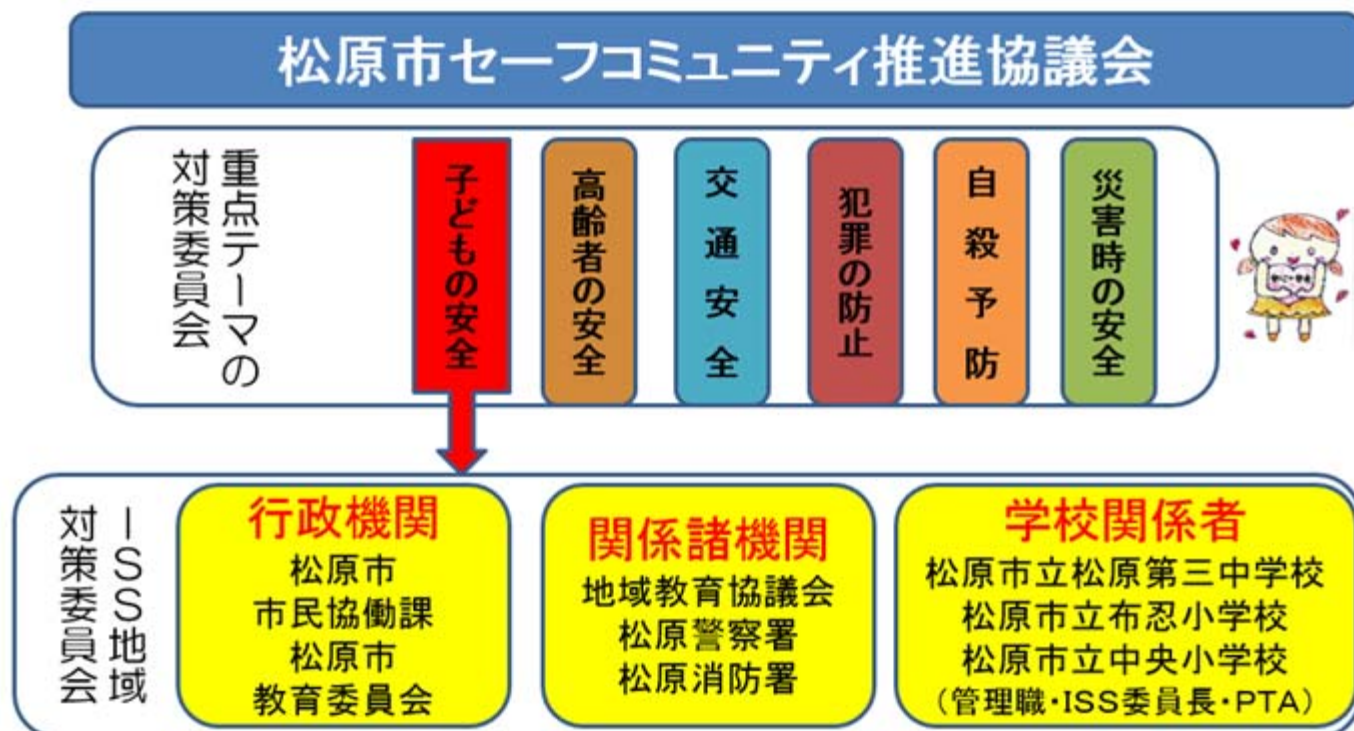 松原市セーフコミュニティ推進協議会
重点テーマの
対策委員会
子どもの安全
高齢者の安全
交通安全
犯罪の防止
自殺予防
災害時の安全
ISS地域
対策委員会
行政機関
松原市
市民協働課
松原市
教育委員会
関係諸機関
地域教育協議会
松原警察署
松原消防署
学校関係者
松原市立松原第三中学校
松原市立布忍小学校
松原市立中央小学校
（管理職・ISS委員長・PTA）